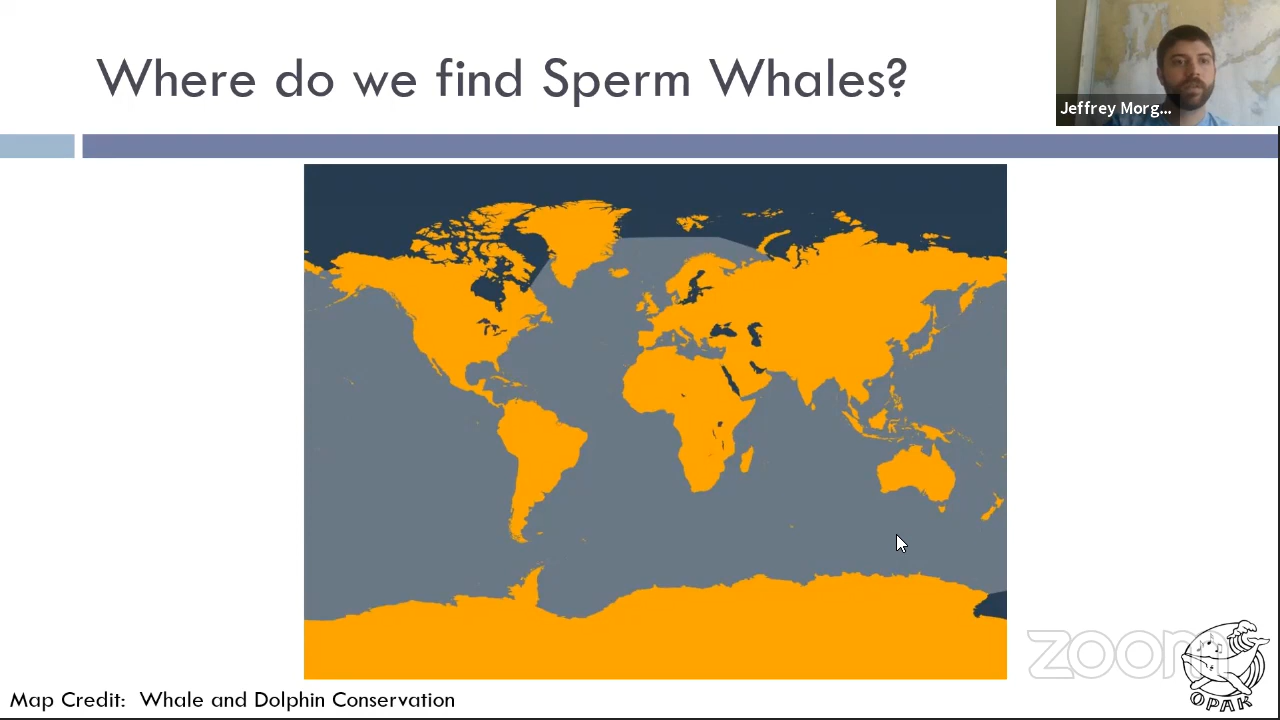 Where do we find Sperm Whales?
Jeffrey Morg...
zoom
OPAK
Map Credit: Whale and Dolphin Conservation